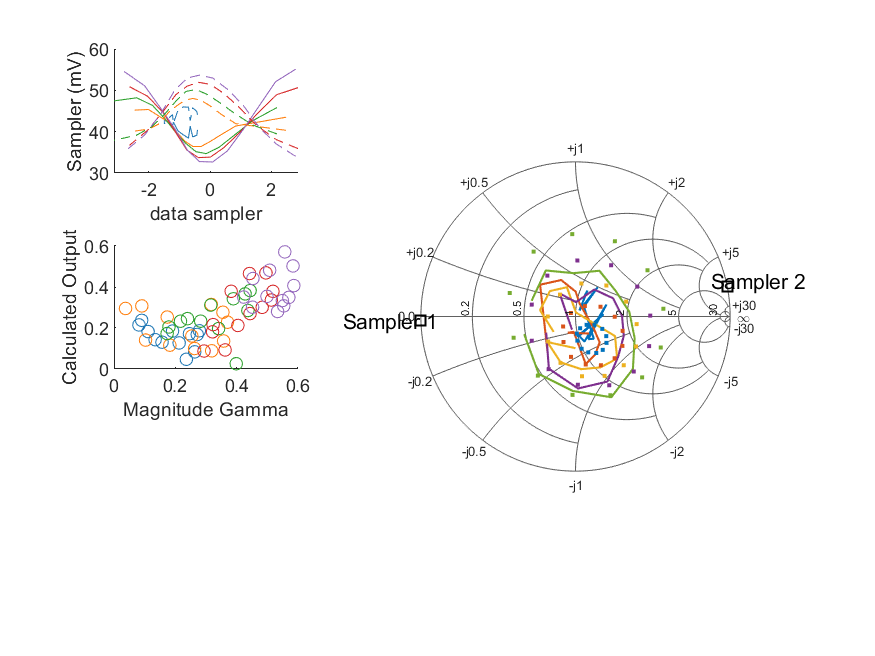 60
50
40
30
Sampler (mV)
-2 0 2
data sampler
0.6
0.4
0.2
0
Calculated Output
0 0.2 0.4 0.6
Magnitude Gamma
+j1
+j0.5
+j2
+j0.2
+j5
Sampler 2
+j30
0.0
0.2
0.5
1
2
5
30
∞
Sampler 1
-j30
-j0.2
-j5
-j0.5
-j2
-j1